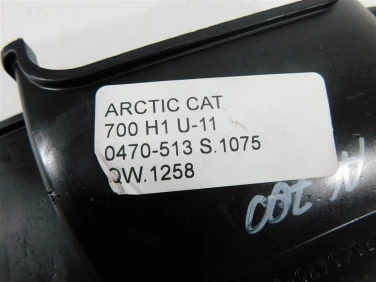 ARCTIC CAT.
700 H1 U-11
0470-513 S.1075
QW.1258